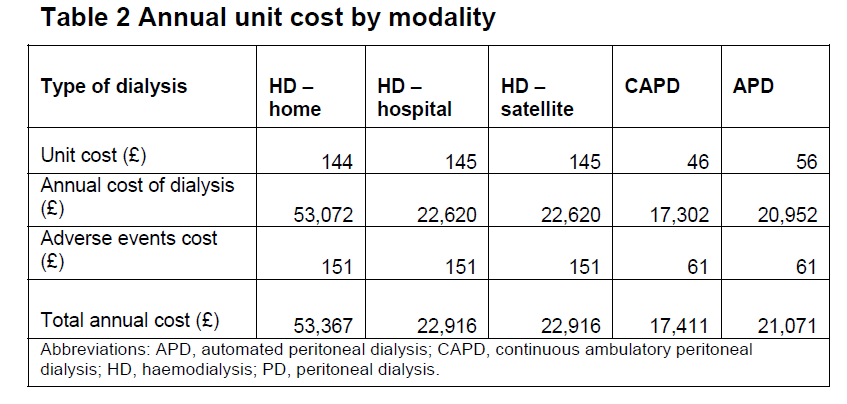 Table 2 Annual unit cost by modality
Type of dialysis HD – home HD – hospital HD – satellite CAPD APD
Unit cost (£) 144 145 145 46 56
Annual cost of dialysis (£) 53,072 22,620 22,620 17,302 20,952
Adverse events cost (£) 151 151 151 61 61
Total annual cost (£) 53,367 22,916 22,916 17,411 21,071
Abbreviations: APD, automated peritoneal dialysis; CAPD, continuous ambulatory peritoneal
dialysis; HD, haemodialysis; PD, peritoneal dialysis.